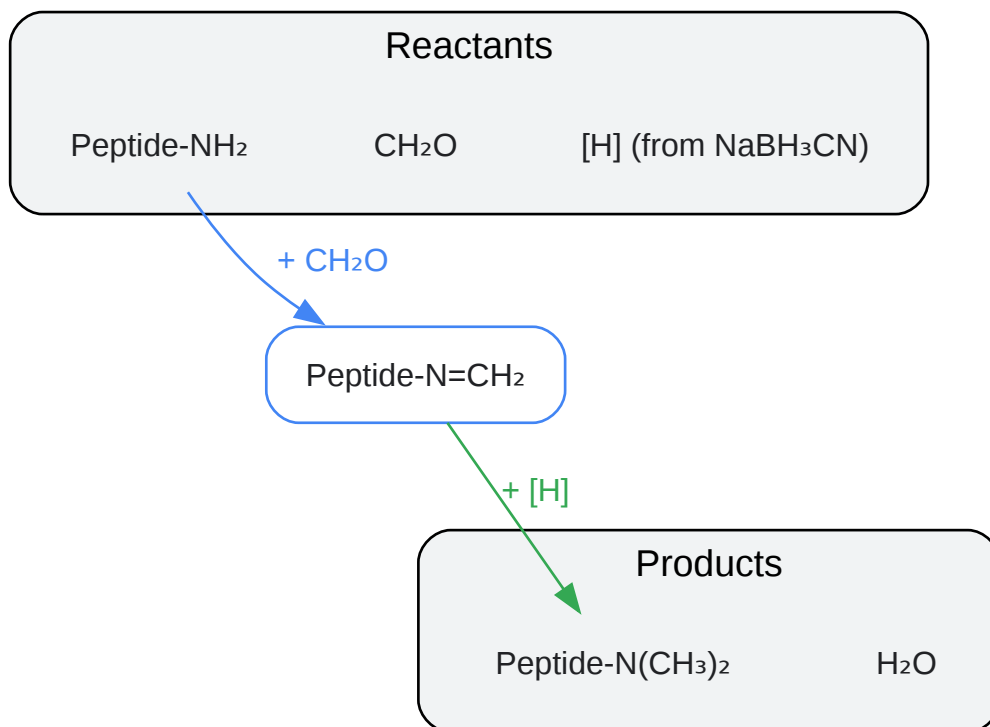 Reactants
Peptide-NH₂ CH₂O [H] (from NaBH₃CN)
+ CH₂O
Peptide-N=CH₂
+ [H]
Products
Peptide-N(CH₃)₂ H₂O